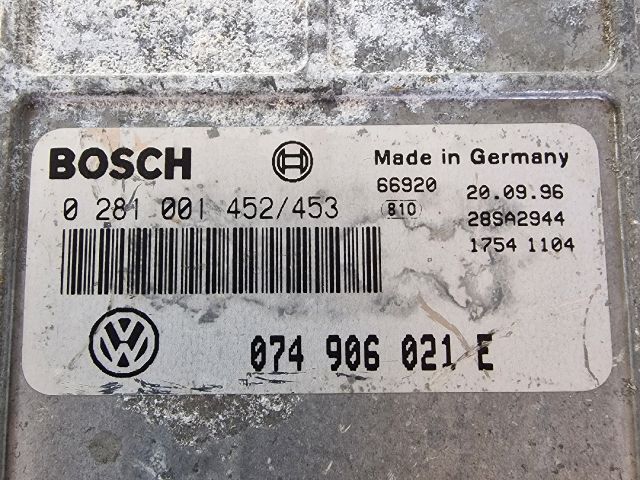 BOSCH
Made in Germany
0 281 001 452/453
66920
810
20.09.96
28SA2944
1754 1104
VW
074 906 021 E